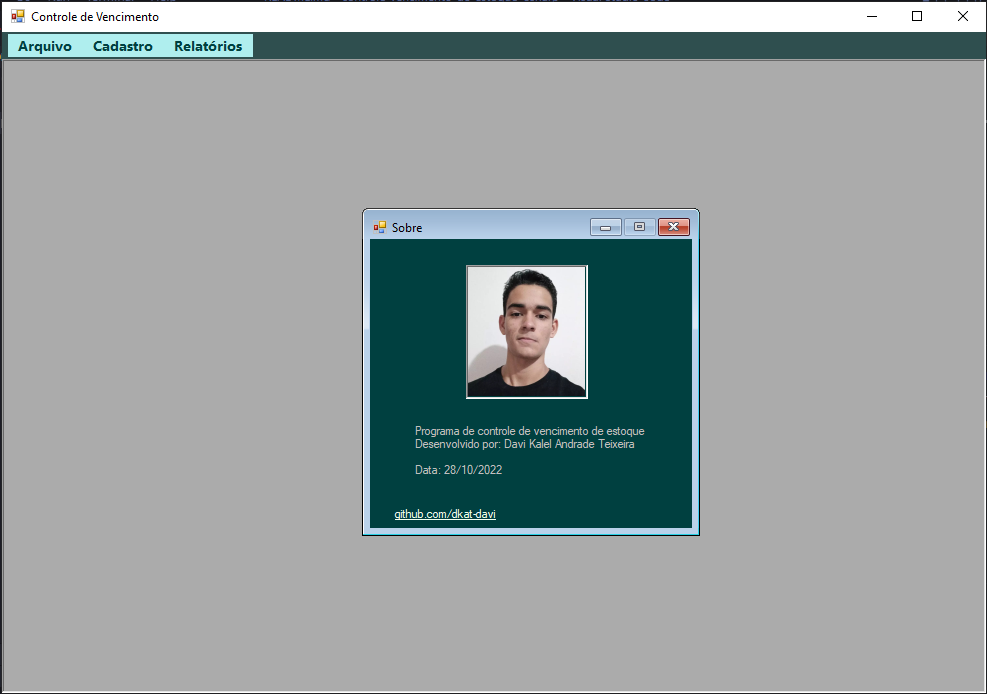 Controle de Vencimento
Arquivo Cadastro Relatórios
Sobre
Programa de controle de vencimento de estoque
Desenvolvido por: Davi Kalel Andrade Teixeira
Data: 28/10/2022
github.com/dkat-davi